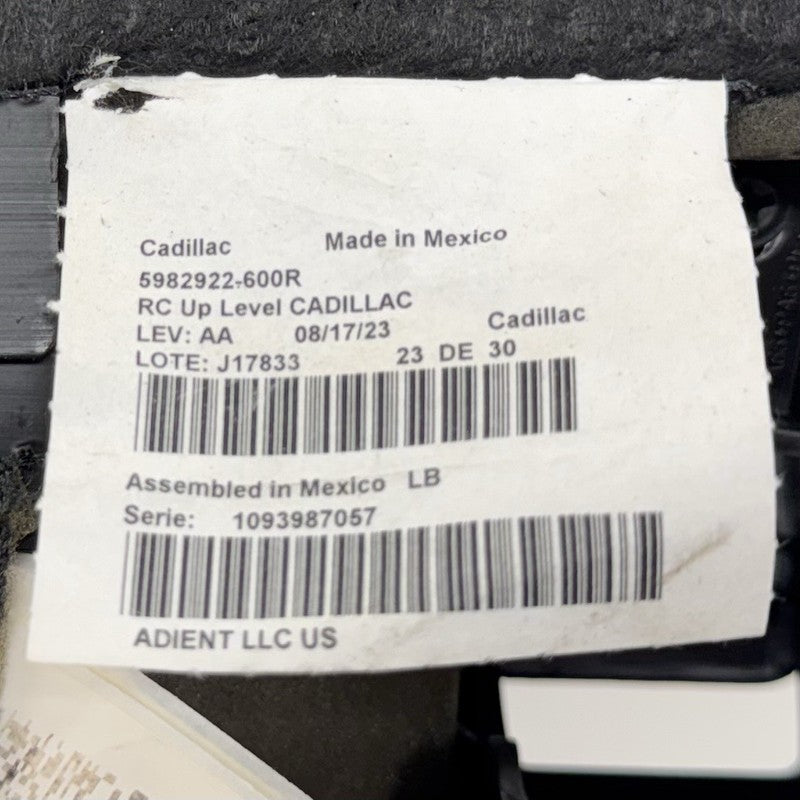 Cadillac Made in Mexico
5982922-600R
RC Up Level CADILLAC
LEV: AA 08/17/23 Cadillac
LOTE: J17833 23 DE 30
Assembled in Mexico LB
Serie: 1093987057
ADIENT LLC US